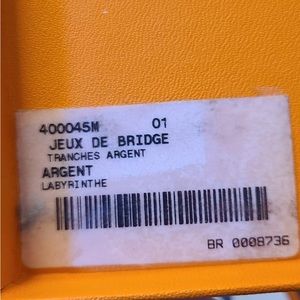 400045M 01
JEUX DE BRIDGE
TRANCHES ARGENT
ARGENT
LABYRINTHE
BR 0008736